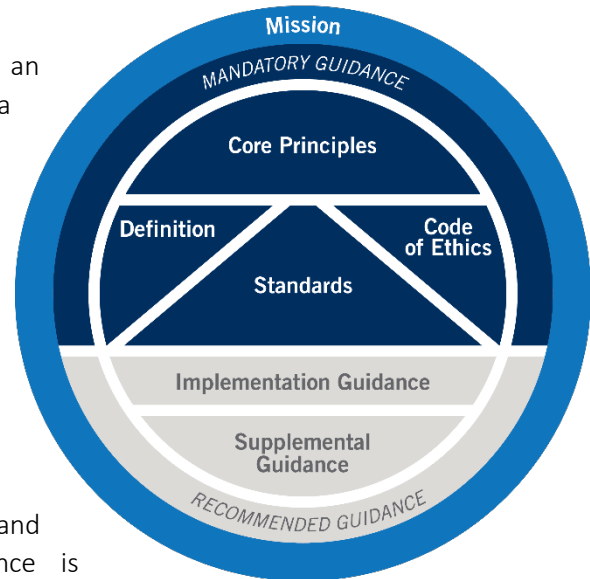 Mission
an
MANDATORY GUIDANCE
a
Core Principles
Definition
Code
of Ethics
Standards
Implementation Guidance
Supplemental
Guidance
RECOMMENDED GUIDANCE
and
nce is